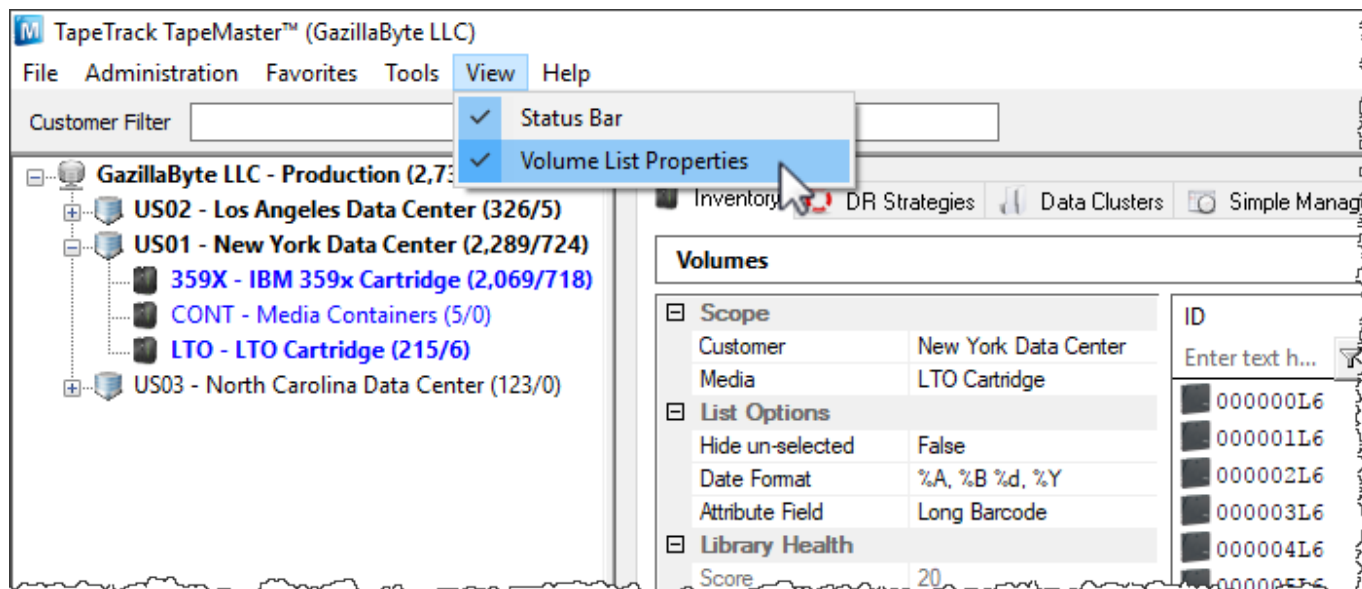 TapeTrack TapeMaster™ (GazillaByte LLC)
File Administration Favorites Tools View Help
Customer Filter
Status Bar
Volume List Properties
GazillaByte LLC - Production (2,73
US02 - Los Angeles Data Center (326/5)
US01 - New York Data Center (2,289/724)
359X - IBM 359x Cartridge (2,069/718)
CONT - Media Containers (5/0)
LTO - LTO Cartridge (215/6)
US03 - North Carolina Data Center (123/0)
Inventory DR Strategies Data Clusters Simple Manag
Volumes
Scope
Customer New York Data Center
Media LTO Cartridge
List Options
Hide un-selected False
Date Format %A, %B %d, %Y
Attribute Field Long Barcode
Library Health
Score 20
ID
Enter text h...
000000L6
000001L6
000002L6
000003L6
000004L6
000005L6